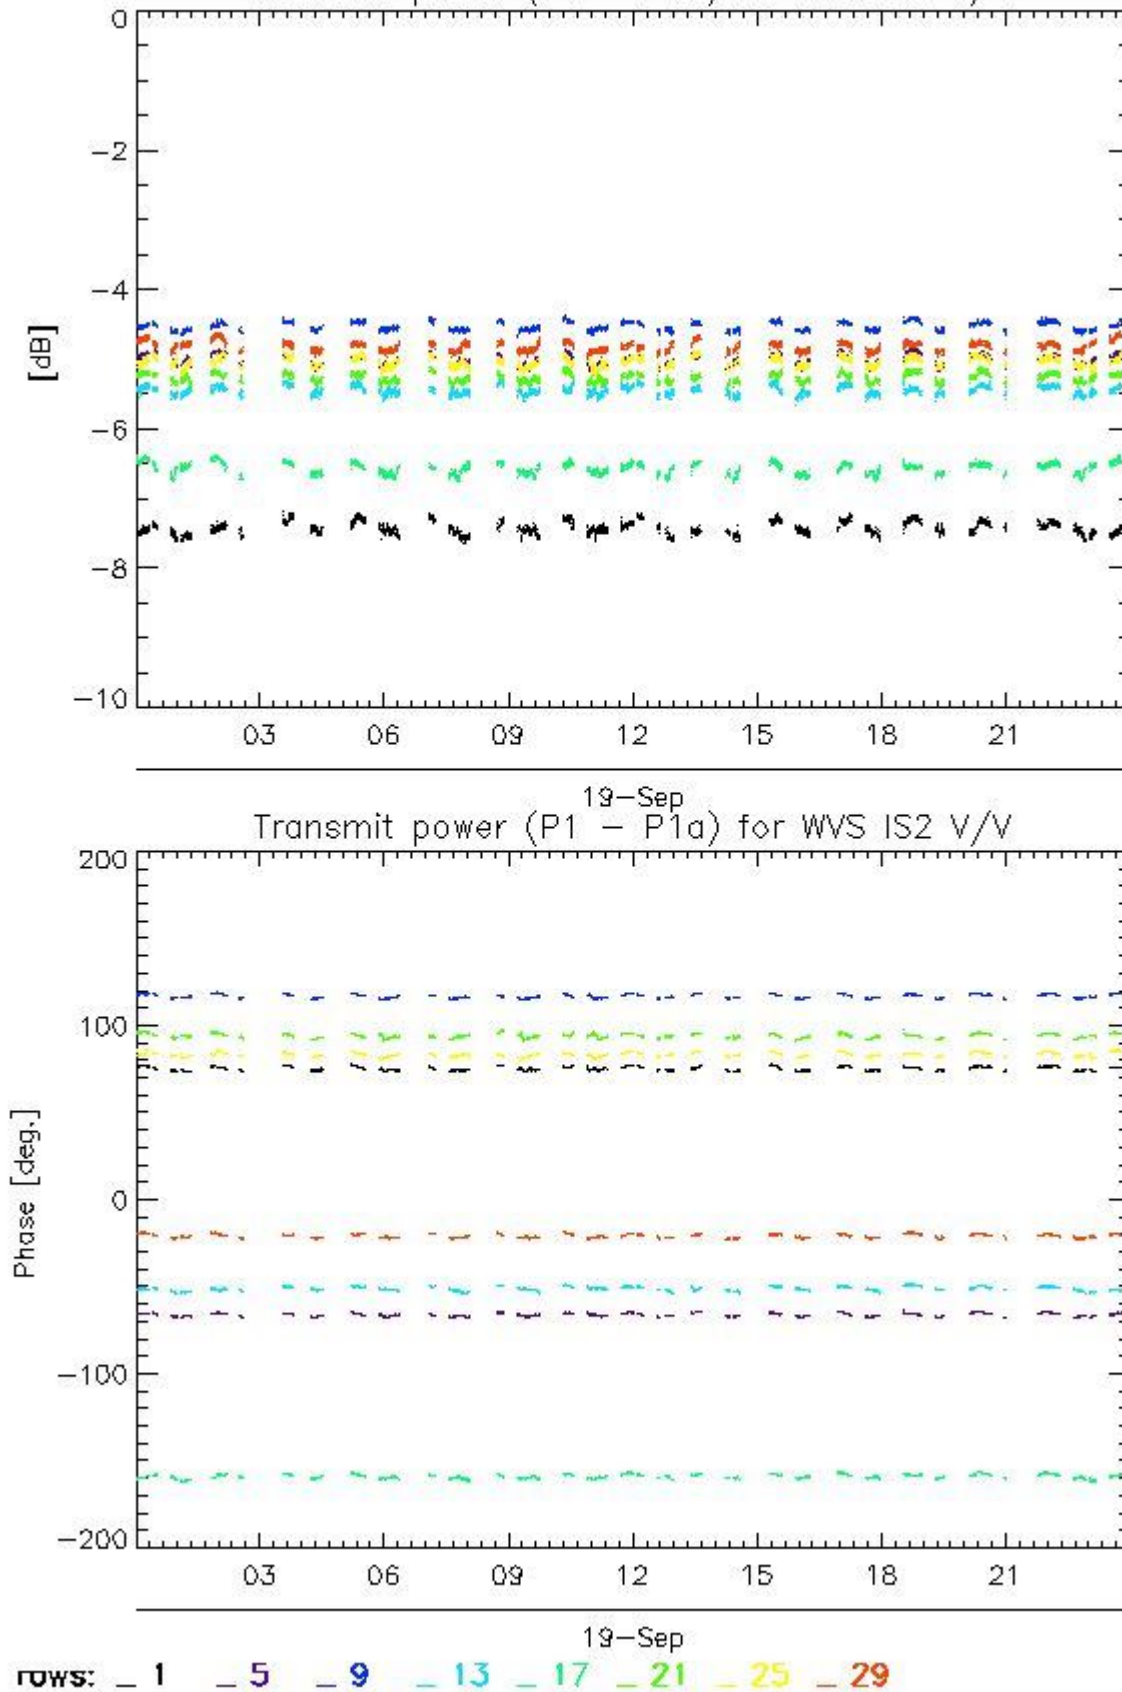 0
-2
-4
[dB]
-6
-8
-10
03 06 09 12 15 18 21
19-Sep
Transmit power (P1 - P1a) for WVS IS2 V/V
200
100
Phase [deg.]
0
-100
-200
03 06 09 12 15 18 21
19-Sep
rows: _ 1 _ 5 _ 9 _ 13 _ 17 _ 21 _ 25 _ 29